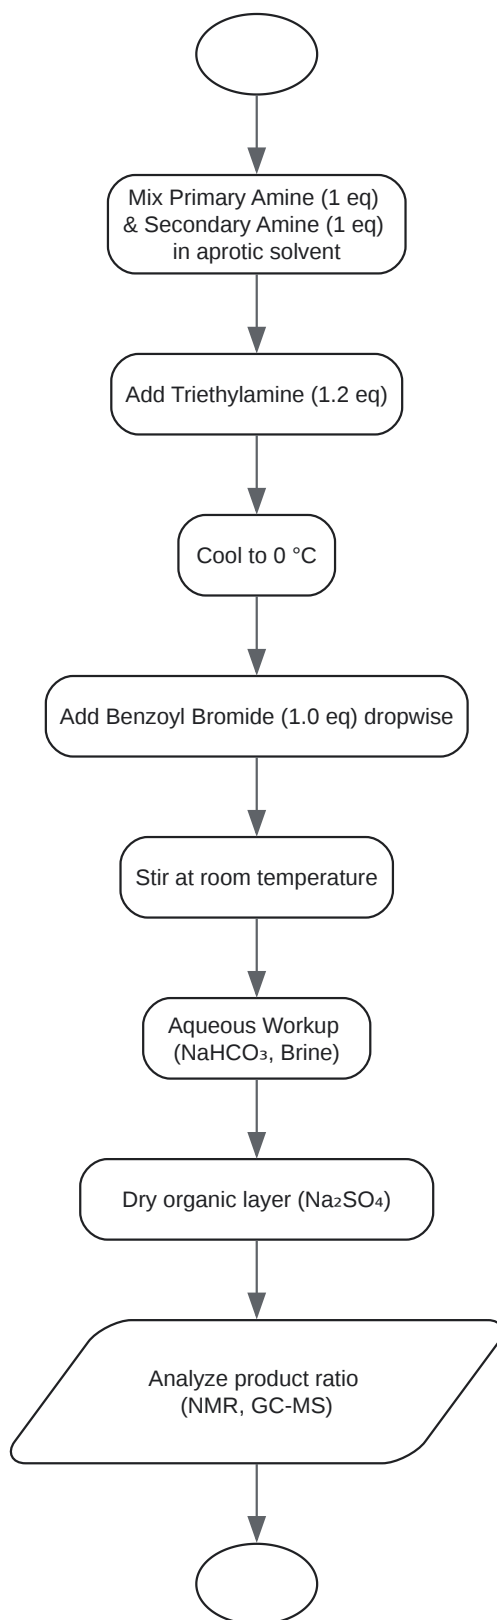 Mix Primary Amine (1 eq)
& Secondary Amine (1 eq)
in aprotic solvent
Add Triethylamine (1.2 eq)
Cool to 0 °C
Add Benzoyl Bromide (1.0 eq) dropwise
Stir at room temperature
Aqueous Workup
(NaHCO₃, Brine)
Dry organic layer (Na₂SO₄)
Analyze product ratio
(NMR, GC-MS)